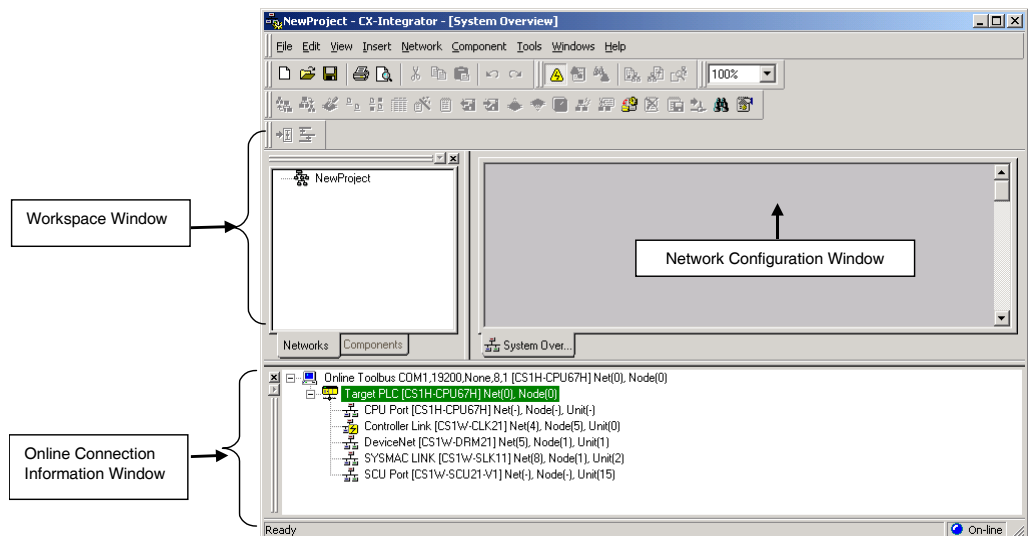 NewProject - CX-Integrator - [System Overview]
File Edit View Insert Network Component Tools Windows Help
100%
NewProject
Workspace Window
Network Configuration Window
Networks Components
System Over...
Online Toolbus COM1,19200,None,8,1 [CS1H-CPU67H] Net(0), Node(0)
Target PLC [CS1H-CPU67H] Net(0), Node(0)
CPU Port [CS1H-CPU67H] Net(-), Node(-), Unit(-)
Controller Link [CS1W-CLK21] Net(4), Node(5), Unit(0)
DeviceNet [CS1W-DRM21] Net(5), Node(1), Unit(1)
SYSMAC LINK [CS1W-SLK11] Net(8), Node(1), Unit(2)
SCU Port [CS1W-SCU21-V1] Net(-), Node(-), Unit(15)
Online Connection
Information Window
Ready
On-line